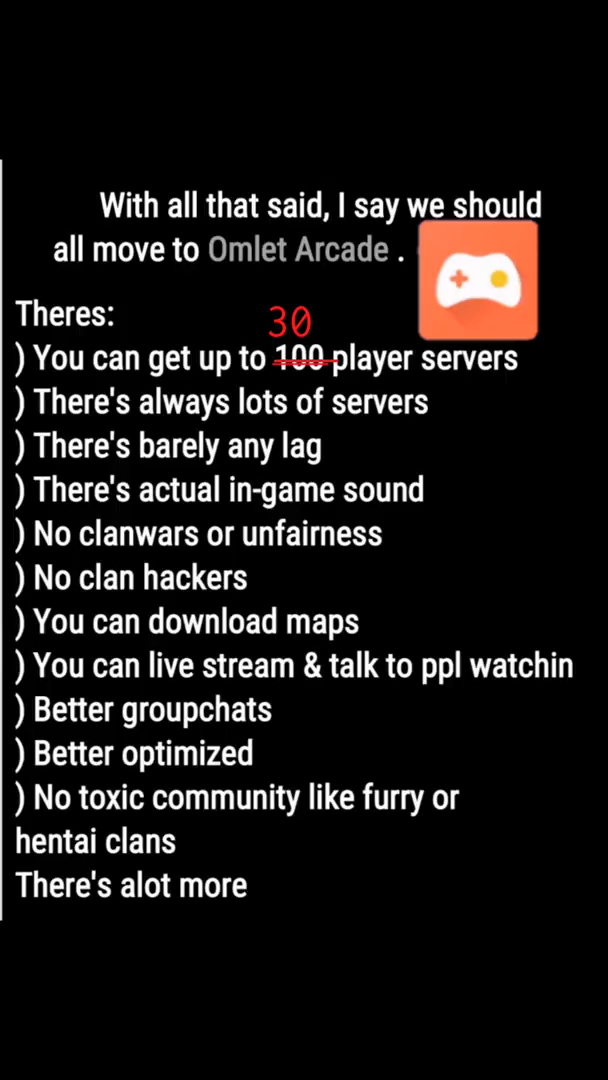 With all that said, I say we should
all move to Omlet Arcade .
Theres:
30
) You can get up to 100 player servers
) There's always lots of servers
) There's barely any lag
) There's actual in-game sound
) No clanwars or unfairness
) No clan hackers
) You can download maps
) You can live stream & talk to ppl watchin
) Better groupchats
) Better optimized
) No toxic community like furry or
hentai clans
There's alot more